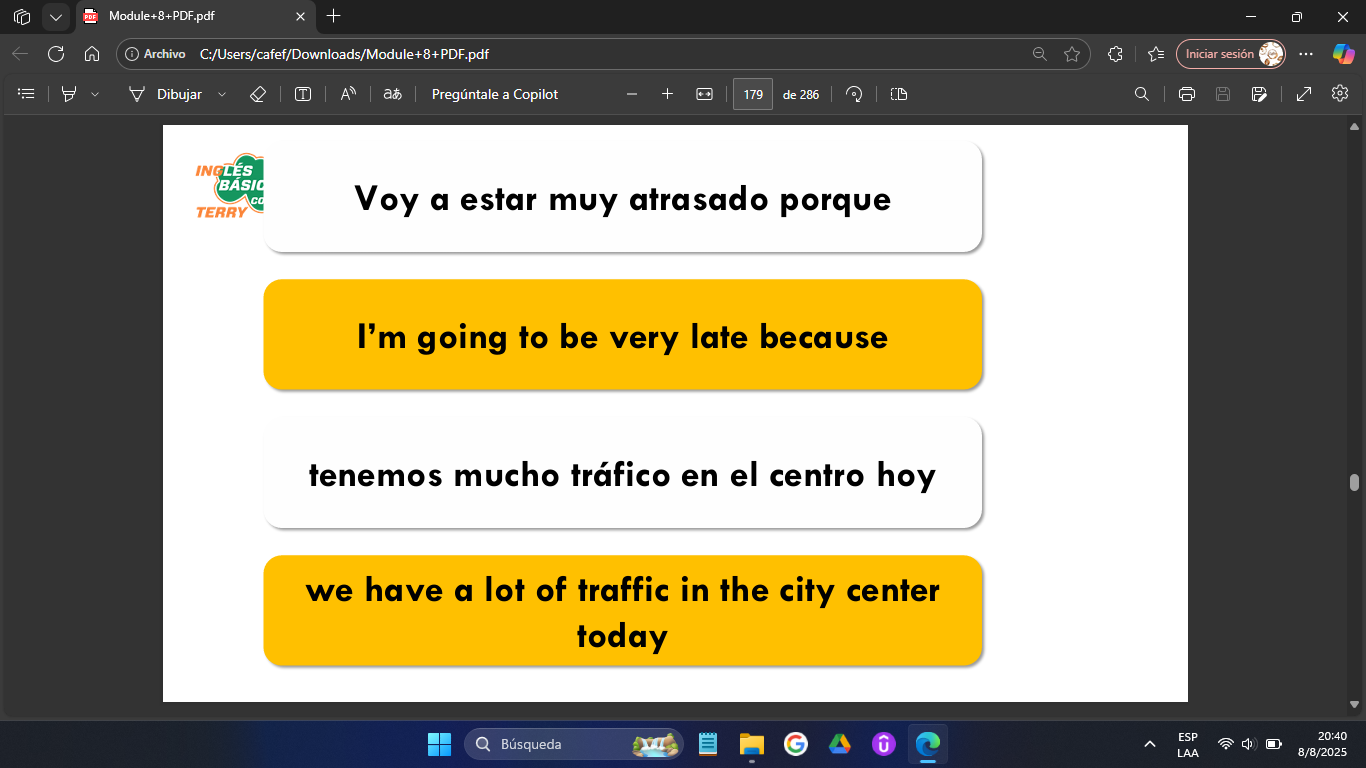 Module+8+PDF.pdf
Archivo C:/Users/cafef/Downloads/Module+8+PDF.pdf
Iniciar sesión
Dibujar
Pregúntale a Copilot
179 de 286
INGLÉS
BÁSIC
CO
TERRY
Voy a estar muy atrasado porque
I'm going to be very late because
tenemos mucho tráfico en el centro hoy
we have a lot of traffic in the city center
today
Búsqueda
ESP
LAA
20:40
8/8/2025